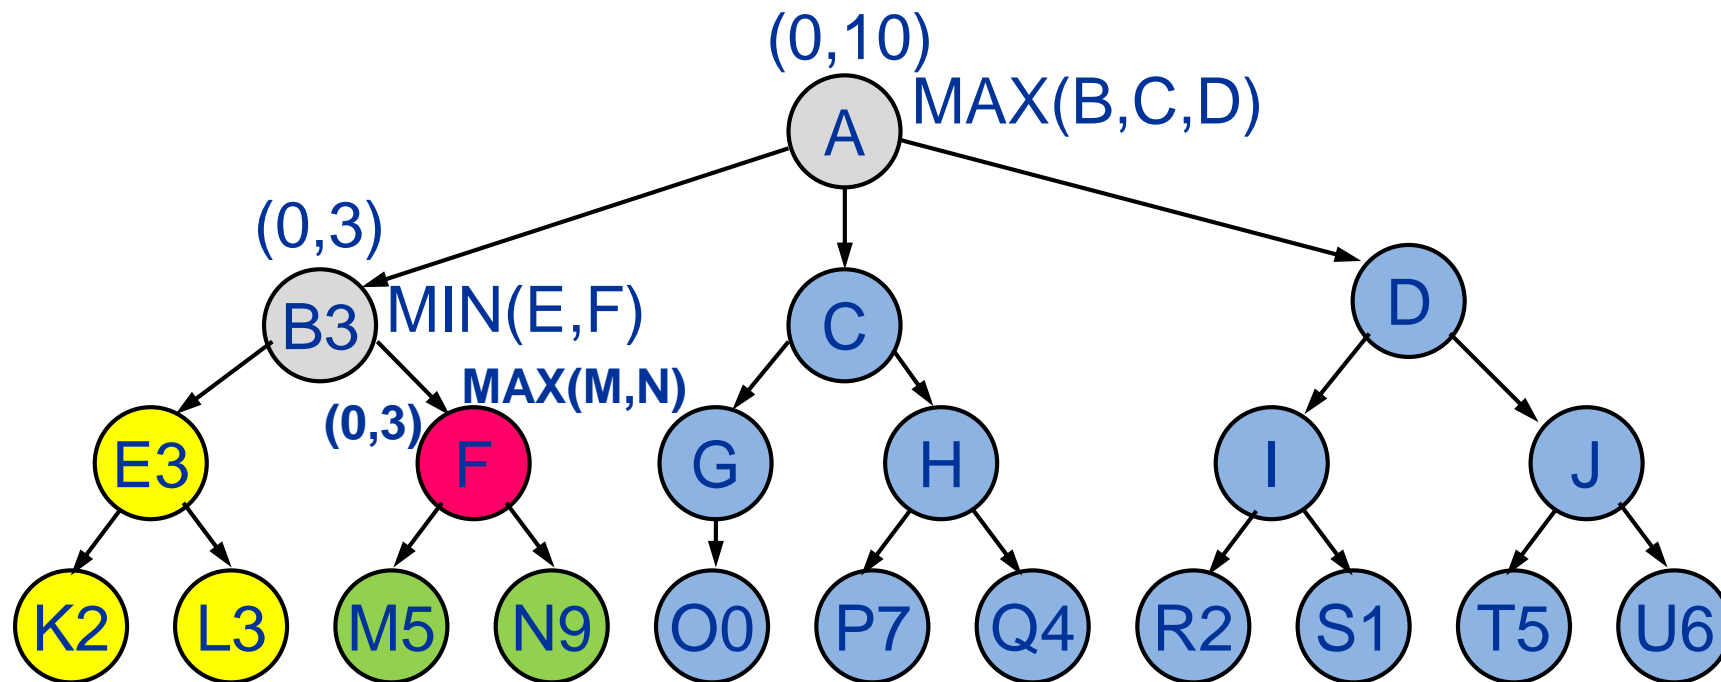 (0,10)
A
MAX(B,C,D)
(0,3)
B3
MIN(E,F)
C
D
MAX(M,N)
(0,3)
E3
F
G
H
I
J
K2
L3
M5
N9
O0
P7
Q4
R2
S1
T5
U6